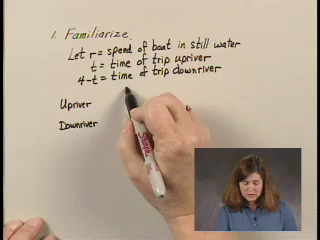 1. Familiarize.
Let r = speed of boat in still water
t = time of trip upriver
4-t = time of trip downriver
Upriver
Downriver
Sharpie